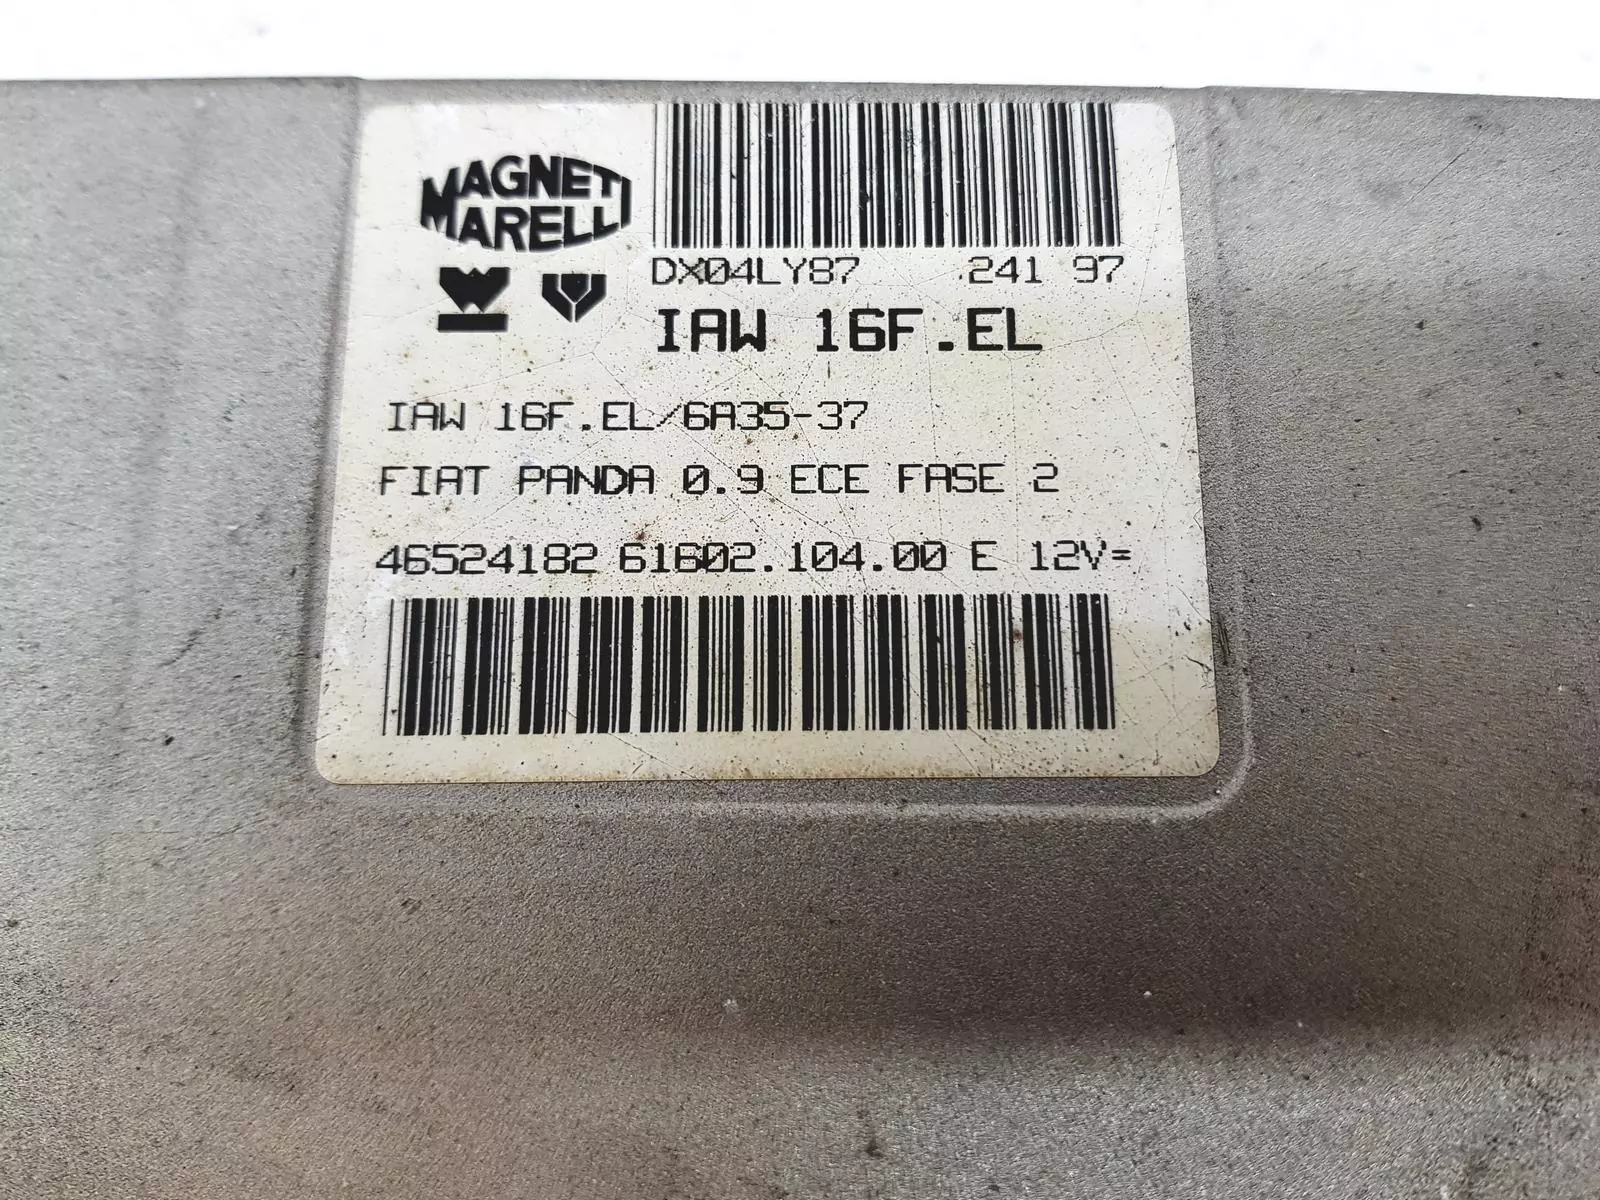 MAGNETI
MARELLI
DX04LY87 241 97
IAW 16F.EL
IAW 16F.EL/6A35-37
FIAT PANDA 0.9 ECE FASE 2
46524182 61602.104.00 E 12V=